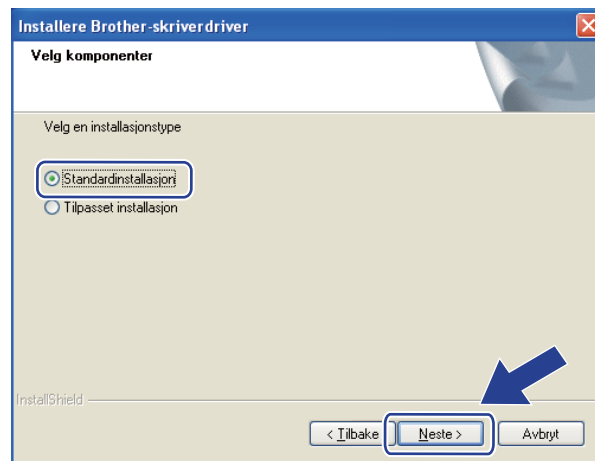 Installere Brother-skriverdriver
Velg komponenter
Velg en installasjonstype
Standardinstallasjon
Tilpasset installasjon
InstallShield
< Tilbake Neste > Avbryt